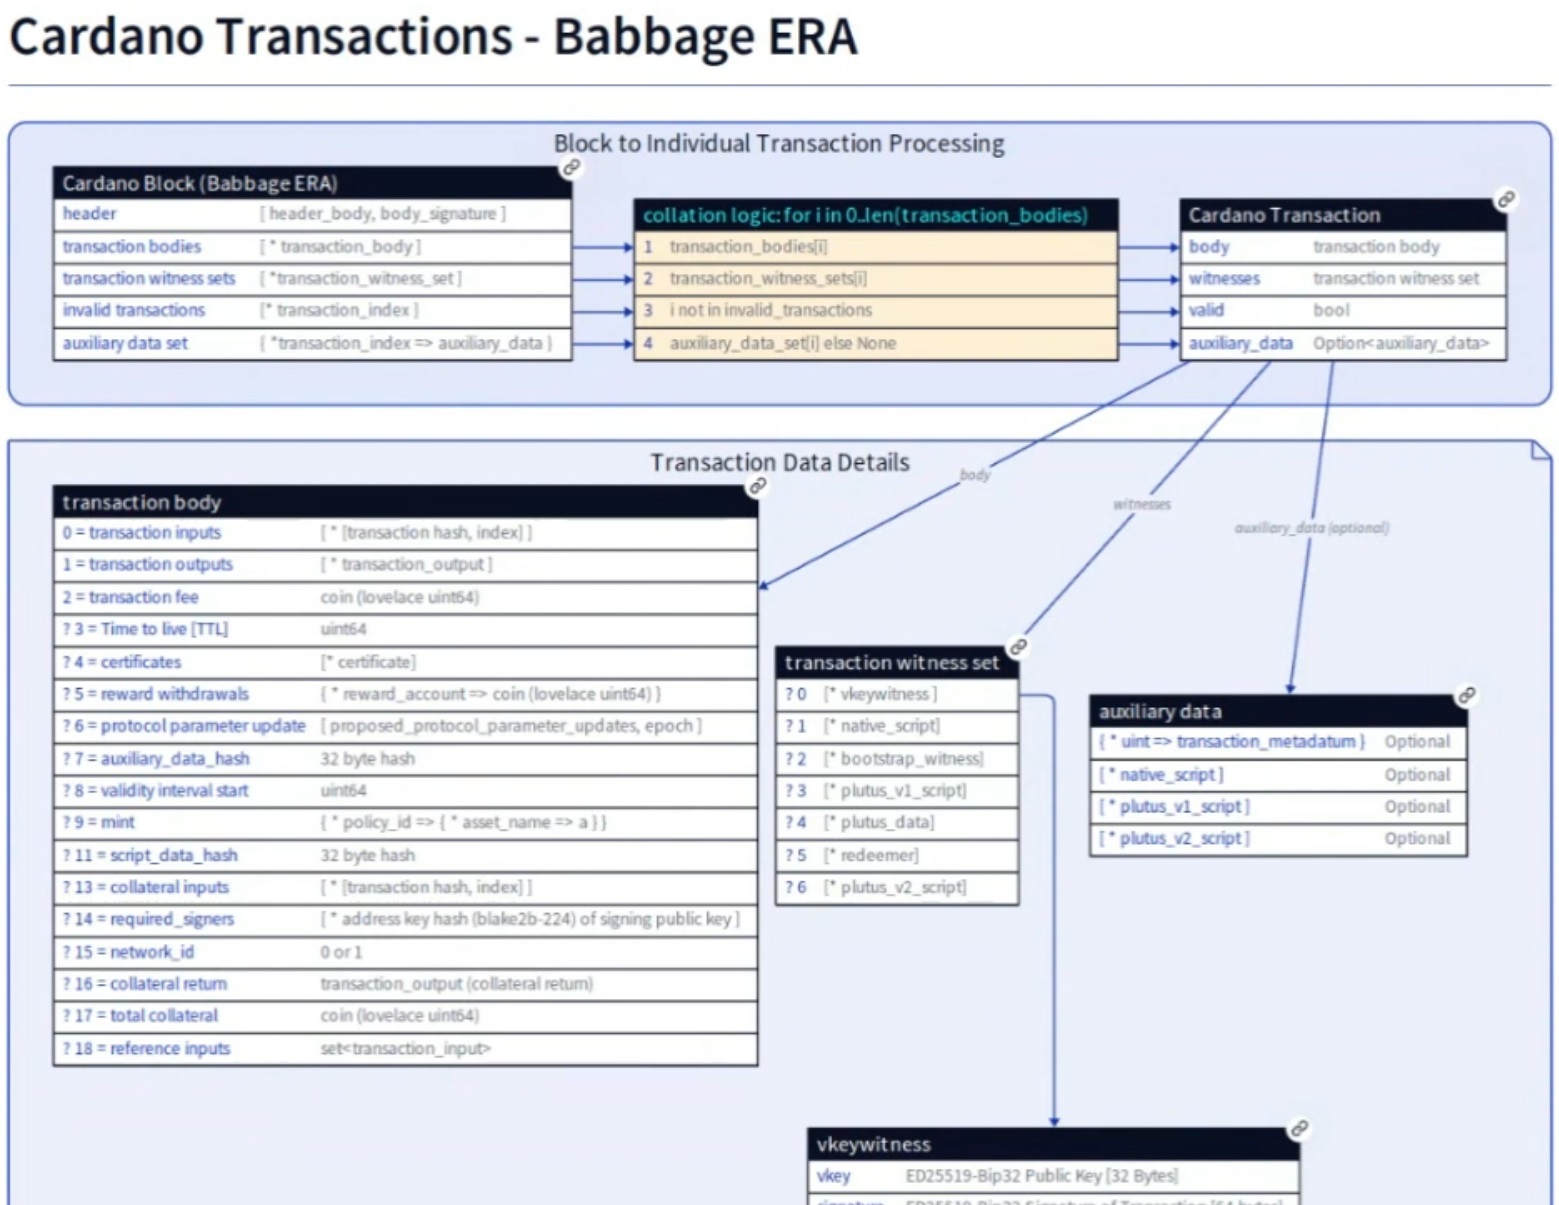 Cardano Transactions - Babbage ERA
Block to Individual Transaction Processing
Cardano Block (Babbage ERA)
header [ header_body, body_signature ]
transaction bodies [ * transaction_body ]
transaction witness sets [ *transaction_witness_set ]
invalid transactions [* transaction_index ]
auxiliary data set { *transaction_index => auxiliary_data }
collation logic: for i in 0..len(transaction_bodies)
1 transaction_bodies[i]
2 transaction_witness_sets[i]
3 i not in invalid_transactions
4 auxiliary_data_set[i] else None
Cardano Transaction
body transaction body
witnesses transaction witness set
valid bool
auxiliary_data Option<auxiliary_data>
Transaction Data Details
body
witnesses
auxiliary_data (optional)
transaction body
0 = transaction inputs [ * [transaction hash, index] ]
1 = transaction outputs [ * transaction_output ]
2 = transaction fee coin (lovelace uint64)
? 3 = Time to live [TTL] uint64
? 4 = certificates [* certificate]
? 5 = reward withdrawals { * reward_account => coin (lovelace uint64) }
? 6 = protocol parameter update [ proposed_protocol_parameter_updates, epoch ]
? 7 = auxiliary_data_hash 32 byte hash
? 8 = validity interval start uint64
? 9 = mint { * policy_id => { * asset_name => a } }
? 11 = script_data_hash 32 byte hash
? 13 = collateral inputs [ * [transaction hash, index] ]
? 14 = required_signers [ * address key hash (blake2b-224) of signing public key ]
? 15 = network_id 0 or 1
? 16 = collateral return transaction_output (collateral return)
? 17 = total collateral coin (lovelace uint64)
? 18 = reference inputs set<transaction_input>
transaction witness set
? 0 [* vkeywitness ]
? 1 [* native_script]
? 2 [* bootstrap_witness]
? 3 [* plutus_v1_script]
? 4 [* plutus_data]
? 5 [* redeemer]
? 6 [* plutus_v2_script]
auxiliary data
{ * uint => transaction_metadatum } Optional
[ * native_script ] Optional
[ * plutus_v1_script ] Optional
[ * plutus_v2_script ] Optional
vkeywitness
vkey ED25519-Bip32 Public Key [32 Bytes]